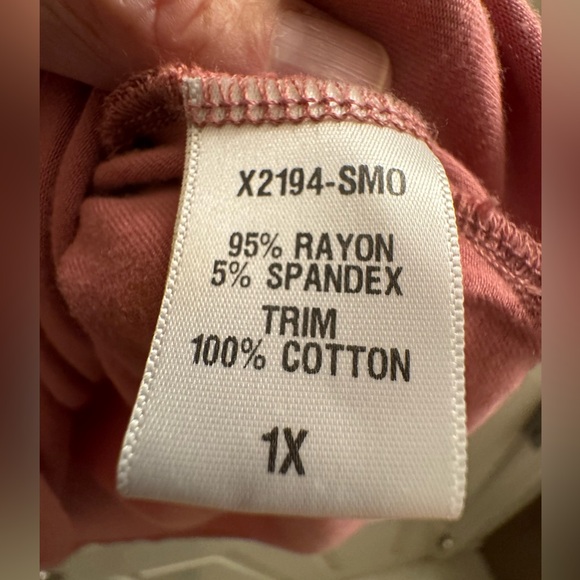 X2194-SMO
95% RAYON
5% SPANDEX
TRIM
100% COTTON
1X